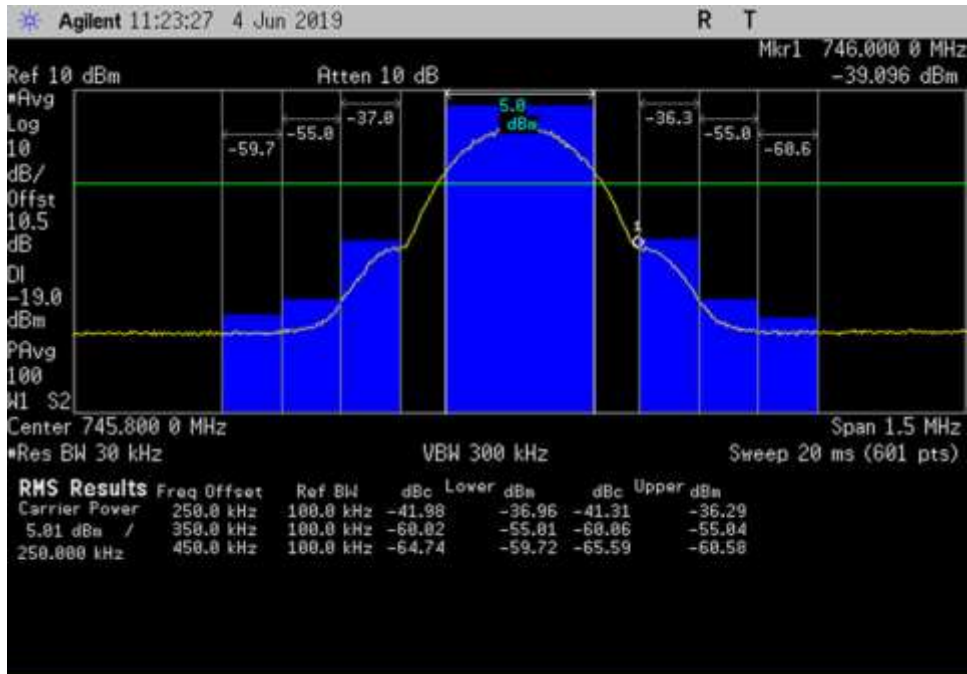 Agilent 11:23:27 4 Jun 2019 R T
Mkr1 746.000 0 MHz
Ref 10 dBm Atten 10 dB -39.096 dBm
#Avg
Log
10
dB/
Offst
10.5
dB
DI
-19.0
dBm
PAvg
100
W1 S2
-59.7 -55.0 -37.0 5.0 dBm -36.3 -55.0 -60.6
1
Center 745.800 0 MHz Span 1.5 MHz
#Res BW 30 kHz VBW 300 kHz Sweep 20 ms (601 pts)
RMS Results Freq Offset Ref BW dBc Lower dBm dBc Upper dBm
Carrier Power 250.0 kHz 100.0 kHz -41.98 -36.96 -41.31 -36.29
5.01 dBm / 350.0 kHz 100.0 kHz -60.02 -55.01 -60.06 -55.04
250.000 kHz 450.0 kHz 100.0 kHz -64.74 -59.72 -65.59 -60.58